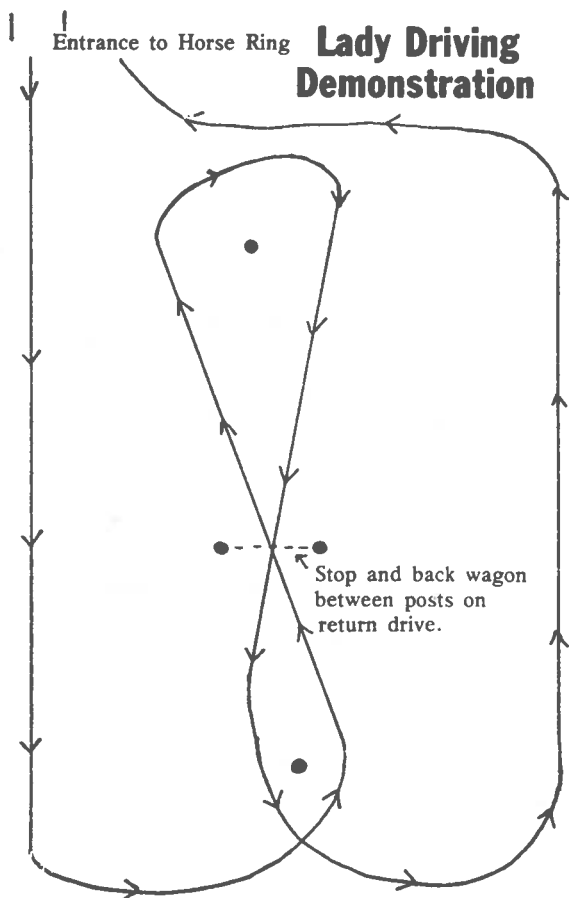 Entrance to Horse Ring
Lady Driving
Demonstration
Stop and back wagon
between posts on
return drive.